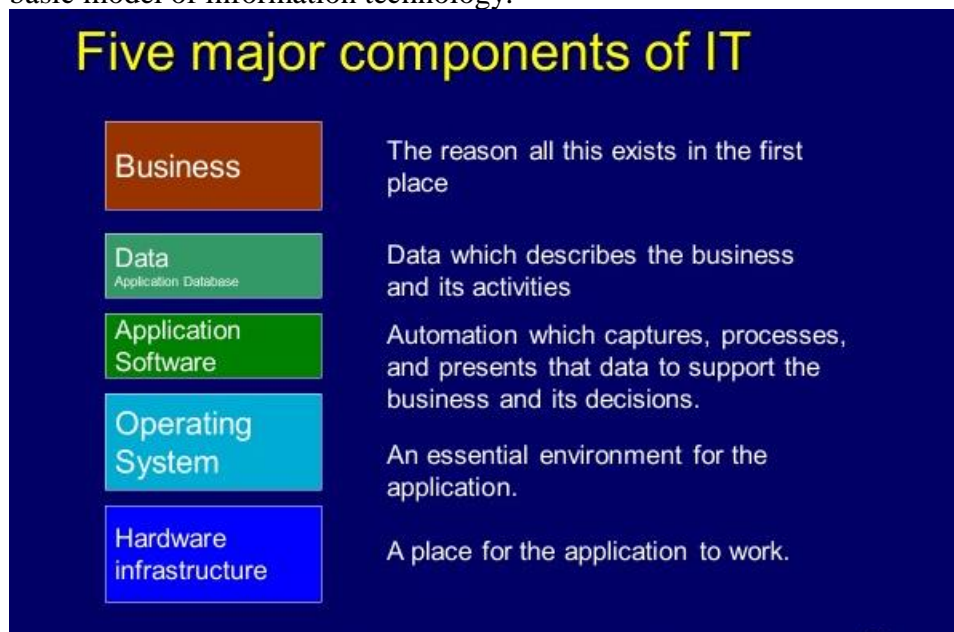 basic model of information technology.
Five major components of IT
Business
The reason all this exists in the first
place
Data
Application Database
Data which describes the business
and its activities
Application
Software
Automation which captures, processes,
and presents that data to support the
business and its decisions.
Operating
System
An essential environment for the
application.
Hardware
infrastructure
A place for the application to work.